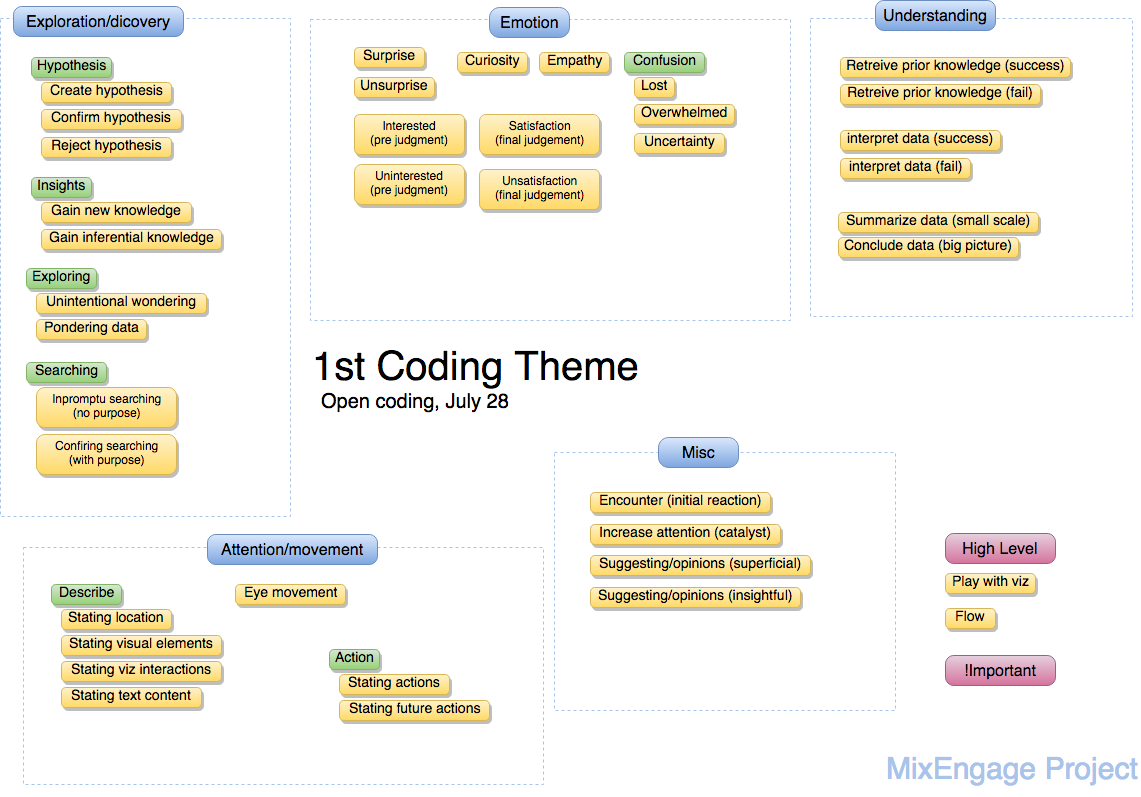 Exploration/dicovery
Hypothesis
Create hypothesis
Confirm hypothesis
Reject hypothesis
Insights
Gain new knowledge
Gain inferential knowledge
Exploring
Unintentional wondering
Pondering data
Searching
Inpromptu searching
(no purpose)
Confiring searching
(with purpose)
Emotion
Surprise
Unsurprise
Curiosity
Empathy
Confusion
Lost
Overwhelmed
Uncertainty
Interested
(pre judgment)
Satisfaction
(final judgement)
Uninterested
(pre judgment)
Unsatisfaction
(final judgement)
Understanding
Retreive prior knowledge (success)
Retreive prior knowledge (fail)
interpret data (success)
interpret data (fail)
Summarize data (small scale)
Conclude data (big picture)
1st Coding Theme
Open coding, July 28
Attention/movement
Describe
Stating location
Stating visual elements
Stating viz interactions
Stating text content
Eye movement
Action
Stating actions
Stating future actions
Misc
Encounter (initial reaction)
Increase attention (catalyst)
Suggesting/opinions (superficial)
Suggesting/opinions (insightful)
High Level
Play with viz
Flow
!Important
MixEngage Project